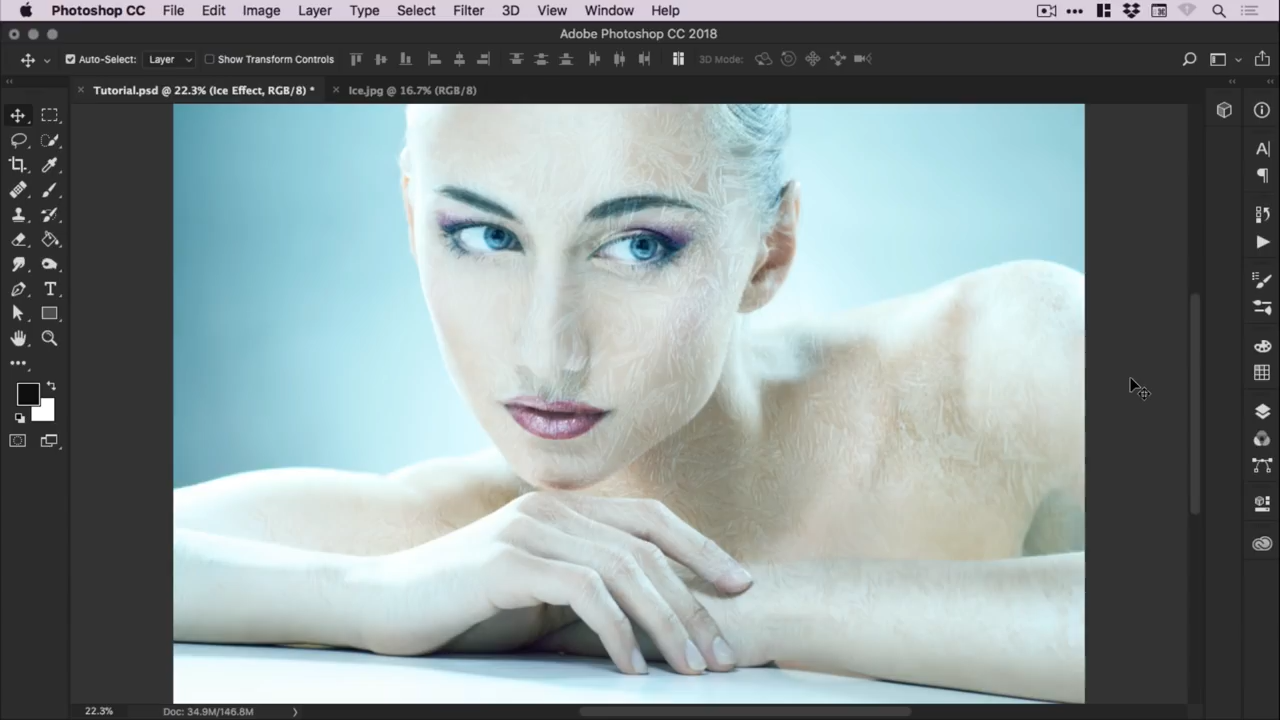 Photoshop CC File Edit Image Layer Type Select Filter 3D View Window Help
Adobe Photoshop CC 2018
Auto-Select: Layer Show Transform Controls 3D Mode:
Tutorial.psd @ 22.3% (Ice Effect, RGB/8) * Ice.jpg @ 16.7% (RGB/8)
22.3% Doc: 34.9M/146.8M